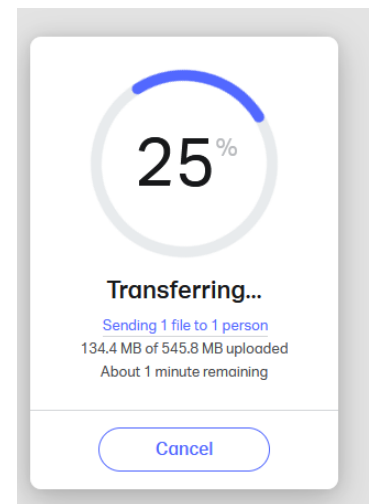 25%
Transferring...
Sending 1 file to 1 person
134.4 MB of 545.8 MB uploaded
About 1 minute remaining
Cancel